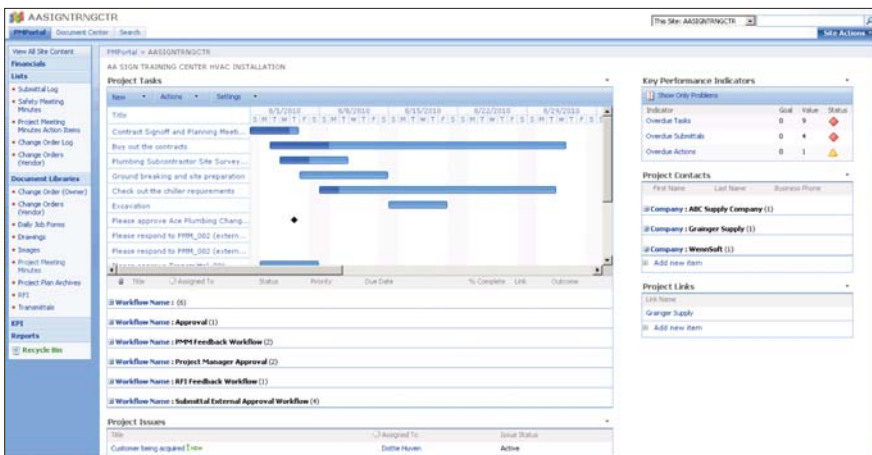 AASIGNTRNGCTR
This Site: AASIGNTRNGCTR
PMPortal Document Center Search
Site Actions
View All Site Content
Financials
Lists
Submittal Log
Safety Meeting
Minutes
Project Meeting
Minutes Action Items
Change Order Log
Change Orders
(Vendor)
Document Libraries
Change Order (Owner)
Change Orders
(Vendor)
Daily Job Forms
Drawings
Images
Project Meeting
Minutes
Project Plan Archives
RFI
Transmittals
KPI
Reports
Recycle Bin
PMPortal > AASIGNTRNGCTR
AA SIGN TRAINING CENTER HVAC INSTALLATION
Project Tasks
New Actions Settings
Title
6/1/2010 6/8/2010 6/15/2010 6/22/2010 6/29/2010
S M T W T F S S M T W T F S S M T W T F S S M T W T F S S M T W T F S
Contract Signoff and Planning Meeti...
Buy out the contracts
Plumbing Subcontractor Site Survey...
Ground breaking and site preparation
Check out the chiller requirements
Excavation
Please approve Ace Plumbing Chang...
Please respond to PMM_002 (extern...
Please respond to PMM_002 (extern...
Title Assigned To Status Priority Due Date % Complete Link Outcome
Workflow Name : (6)
Workflow Name : Approval (1)
Workflow Name : PMM Feedback Workflow (2)
Workflow Name : Project Manager Approval (2)
Workflow Name : RFI Feedback Workflow (1)
Workflow Name : Submittal External Approval Workflow (4)
Project Issues
Title Assigned To Issue Status
Customer being acquired NEW Dottie Huven Active
Key Performance Indicators
Show Only Problems
Indicator Goal Value Status
Overdue Tasks 0 9
Overdue Submittals 0 4
Overdue Actions 0 1
Project Contacts
First Name Last Name Business Phone
Company : ABC Supply Company (1)
Company : Grainger Supply (1)
Company : WennSoft (1)
Add new item
Project Links
Link Name
Grainger Supply
Add new item